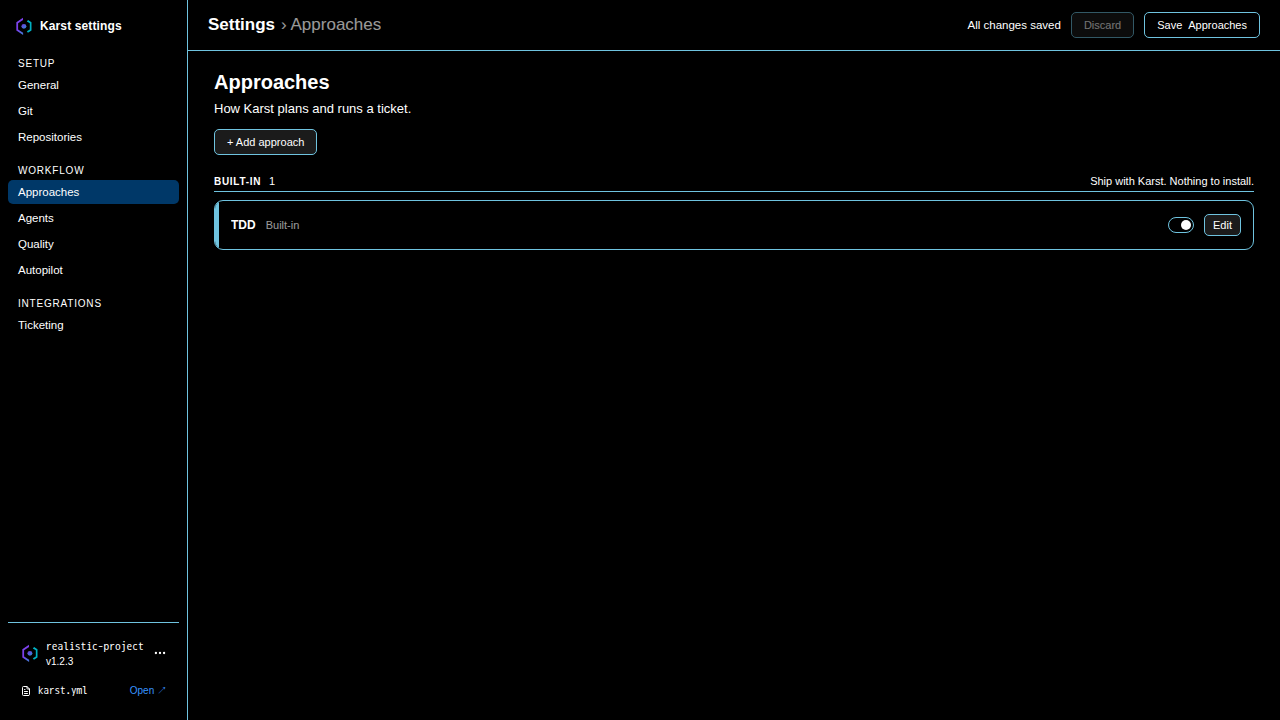 Karst settings
SETUP
General
Git
Repositories
WORKFLOW
Approaches
Agents
Quality
Autopilot
INTEGRATIONS
Ticketing
realistic-project
v1.2.3
karst.yml
Open ↗
Settings › Approaches
All changes saved
Discard
Save Approaches
Approaches
How Karst plans and runs a ticket.
+ Add approach
BUILT-IN 1
Ship with Karst. Nothing to install.
TDD Built-in
Edit